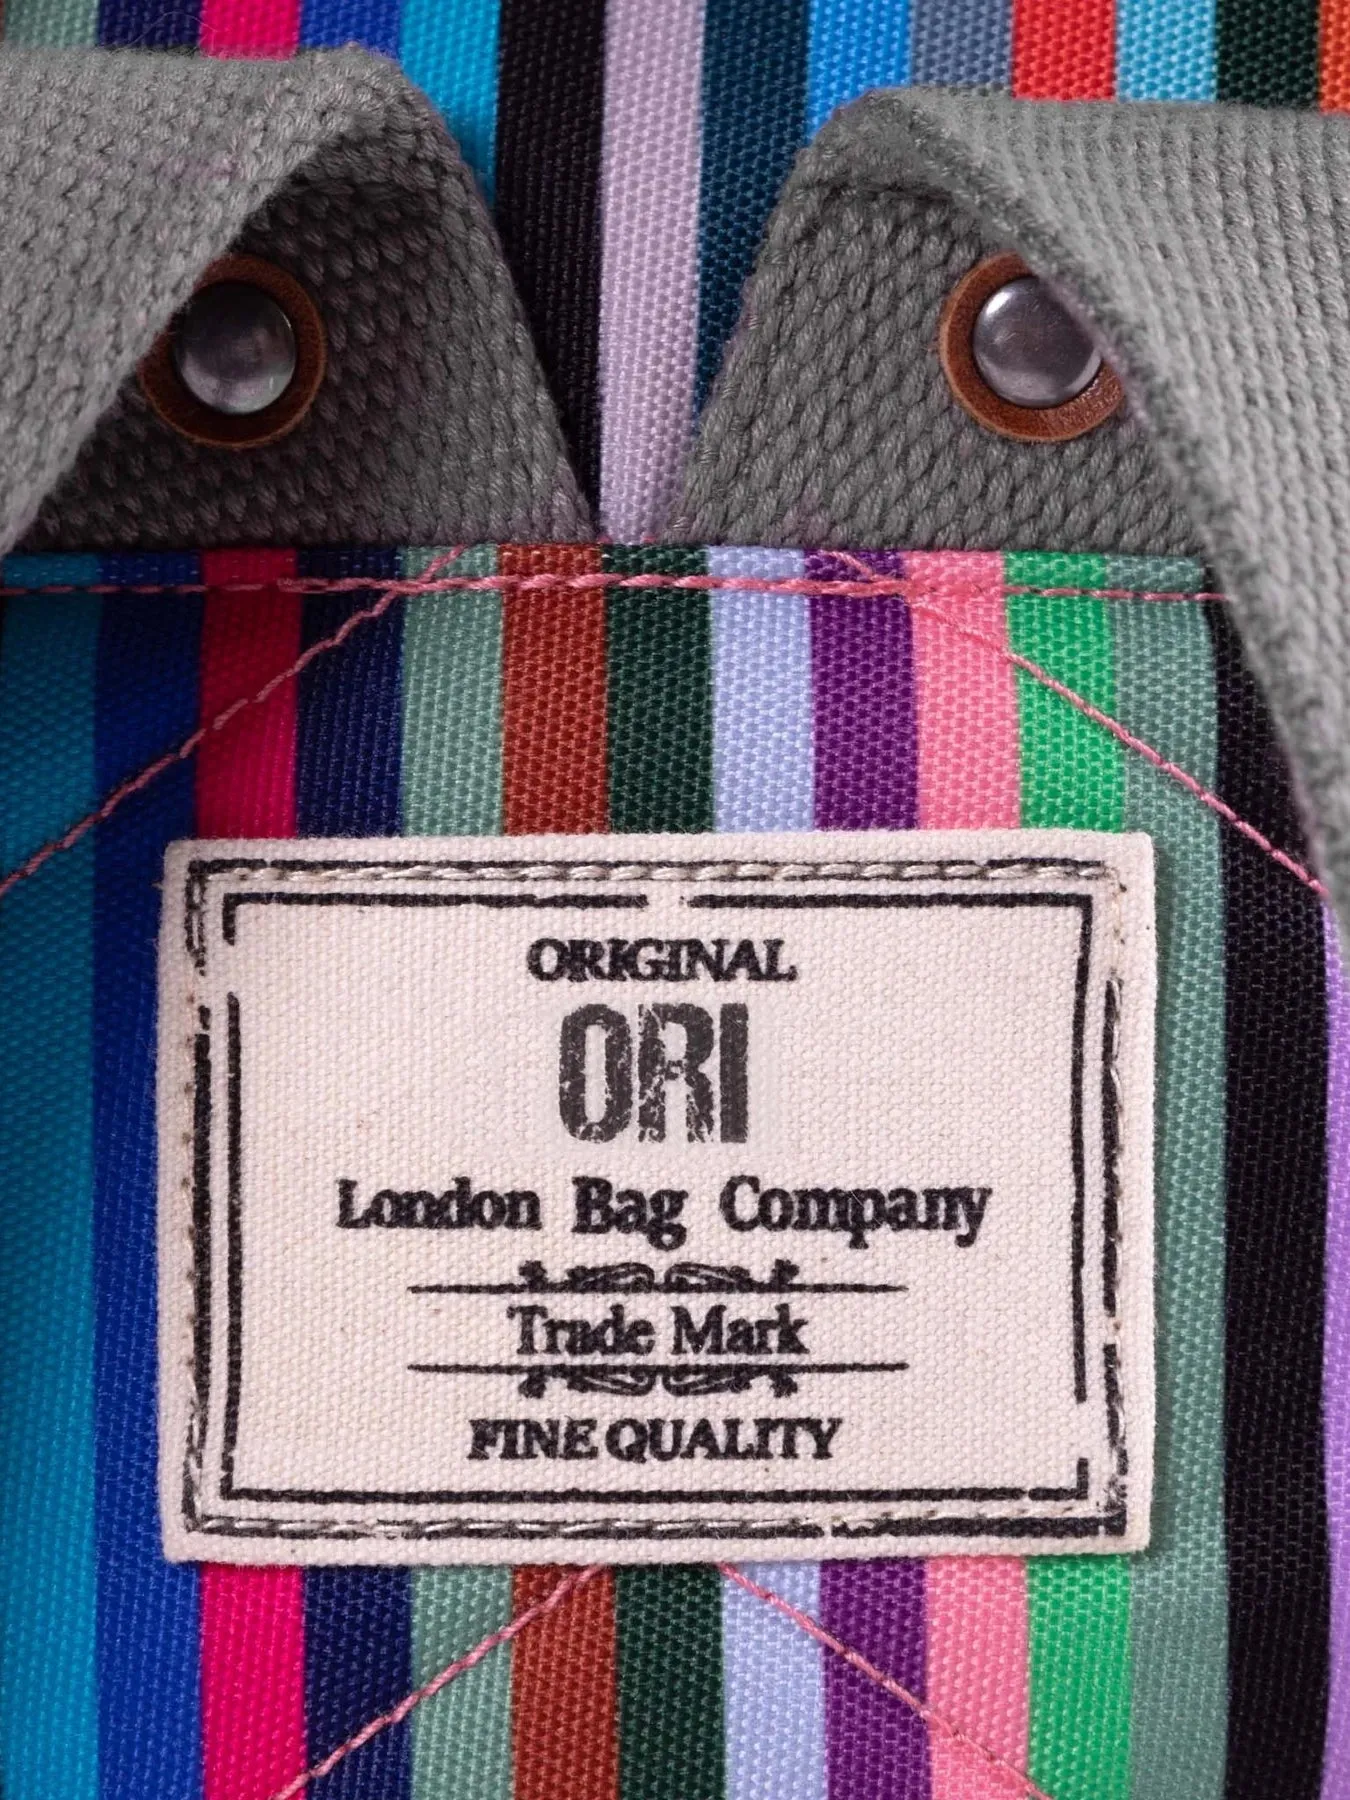 ORIGINAL
ORI
London Bag Company
Trade Mark
FINE QUALITY